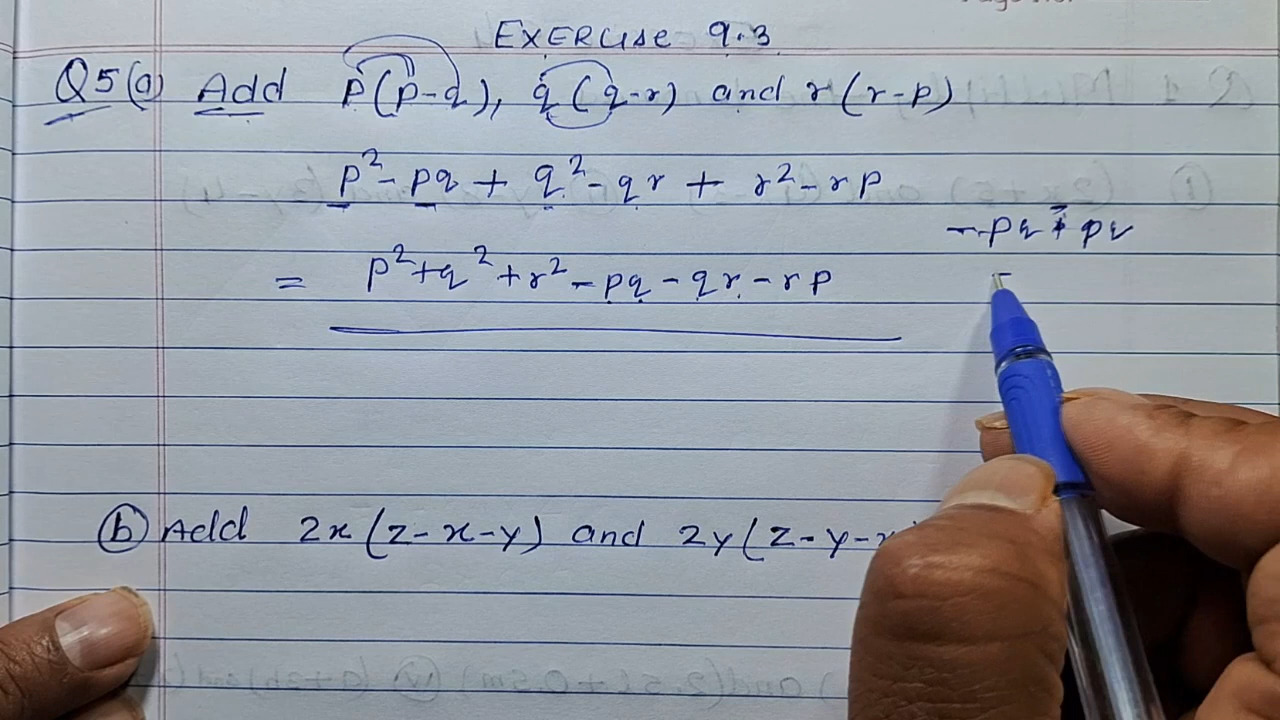 EXERCISE 9.3
Q5(a) Add p(p-q), q(q-r) and r(r-p)
p²-pq + q²-qr + r²-rp
-pq + pq
= p²+q²+r²-pq-qr-rp
(b) Add 2x(z-x-y) and 2y(z-y-x